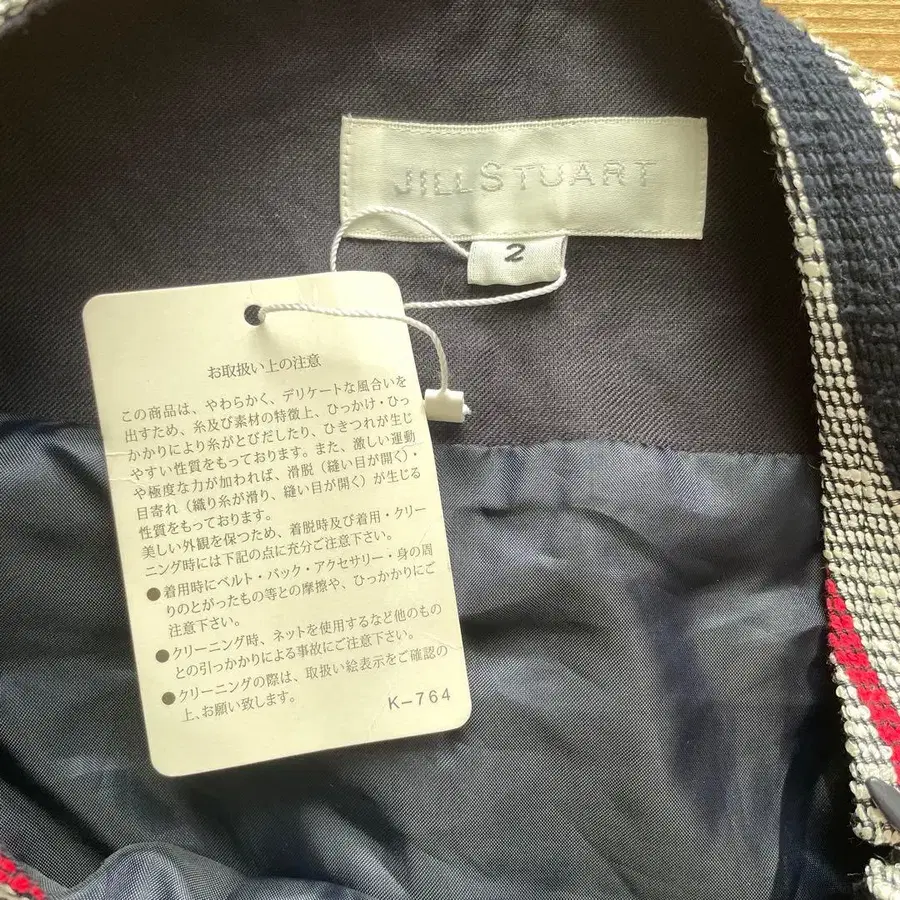 JILLSTUART
2
お取扱い上の注意
この商品は、やわらかく、デリケートな風合いを
出すため、糸及び素材の特徴上、ひっかけ・ひっ
かかりにより糸がとびだしたり、ひきつれが生じ
やすい性質をもっております。また、激しい運動
や極度な力が加われば、滑脱（縫い目が開く）・
目寄れ（織り糸が滑り、縫い目が開く）が生じる
性質をもっております。
美しい外観を保つため、着脱時及び着用・クリー
ニング時には下記の点に充分ご注意下さい。
●着用時にベルト・バック・アクセサリー・身の周
りのとがったもの等との摩擦や、ひっかかりにご
注意下さい。
●クリーニング時、ネットを使用するなど他のもの
との引っかかりによる事故にご注意下さい。
●クリーニングの際は、取扱い絵表示をご確認の
上、お願い致します。
K-764